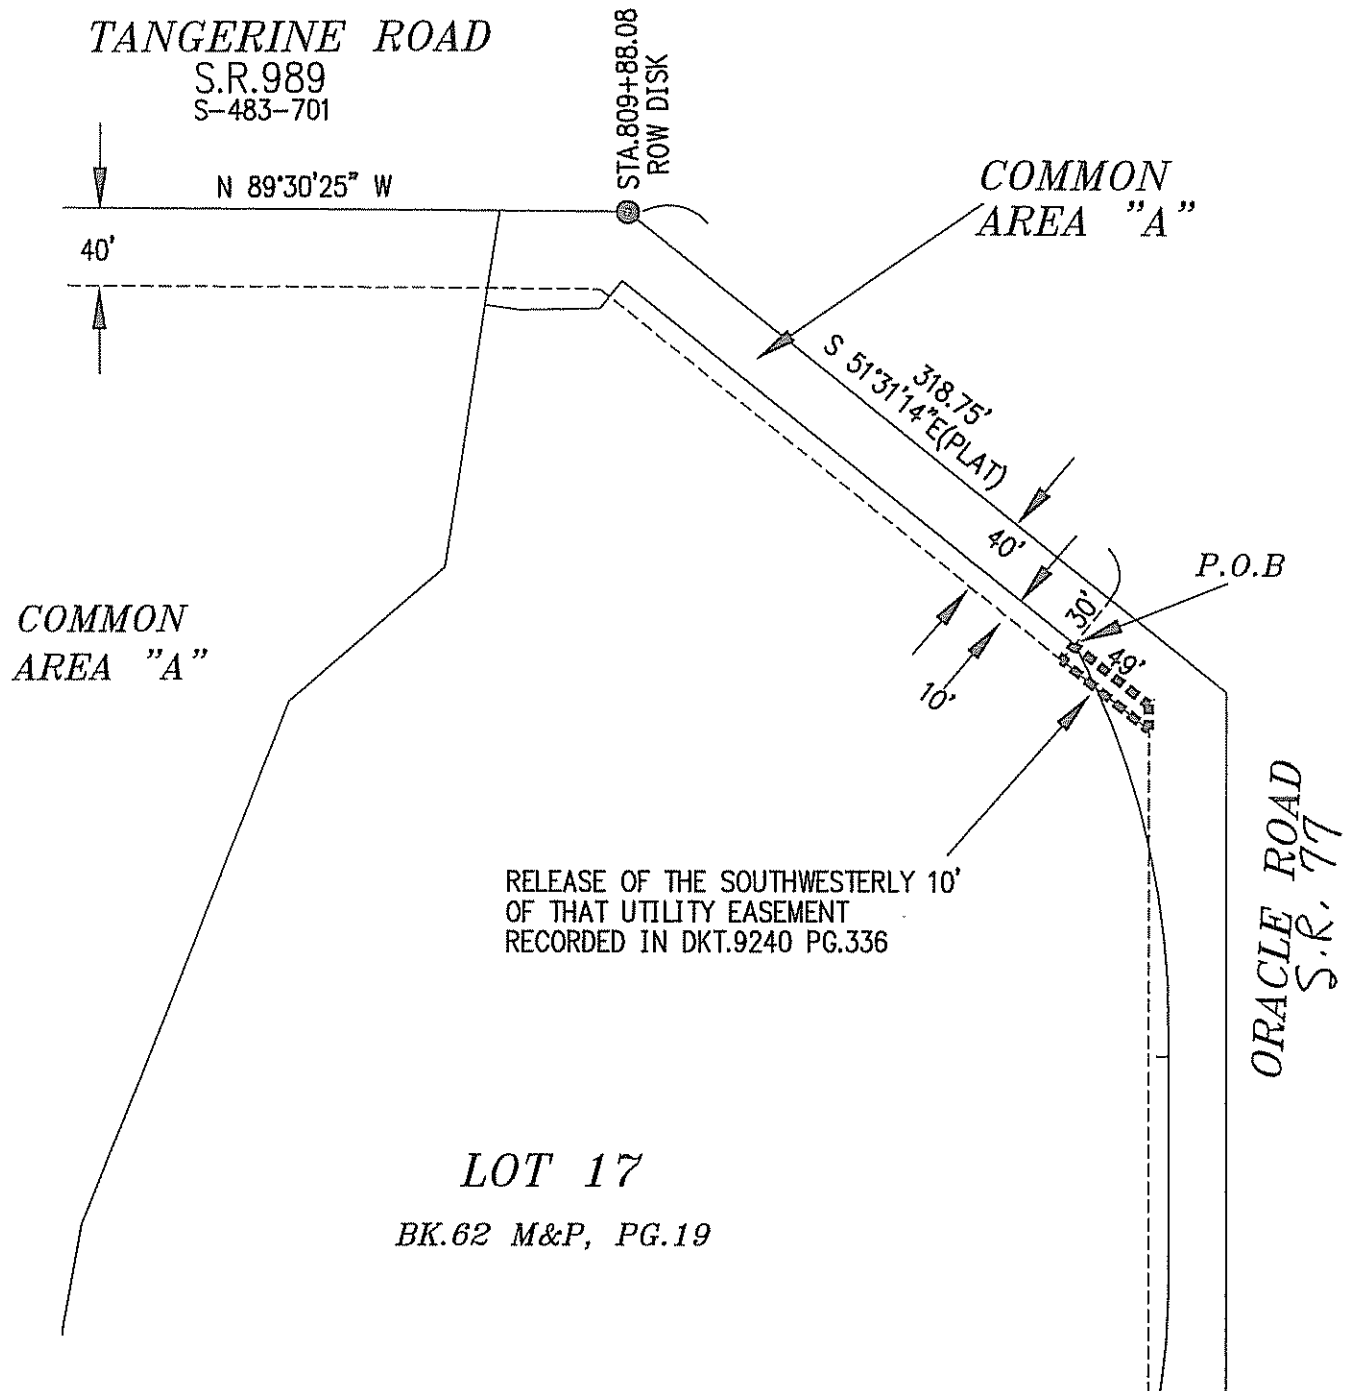 TANGERINE ROAD
S.R.989
S-483-701
STA.809+88.08
ROW DISK
N 89°30'25" W
40'
COMMON
AREA "A"
318.75'
S 51°31'14"E(PLAT)
40'
30'
P.O.B
49'
10'
COMMON
AREA "A"
RELEASE OF THE SOUTHWESTERLY 10'
OF THAT UTILITY EASEMENT
RECORDED IN DKT.9240 PG.336
ORACLE ROAD
S.R. 77
LOT 17
BK.62 M&P, PG.19